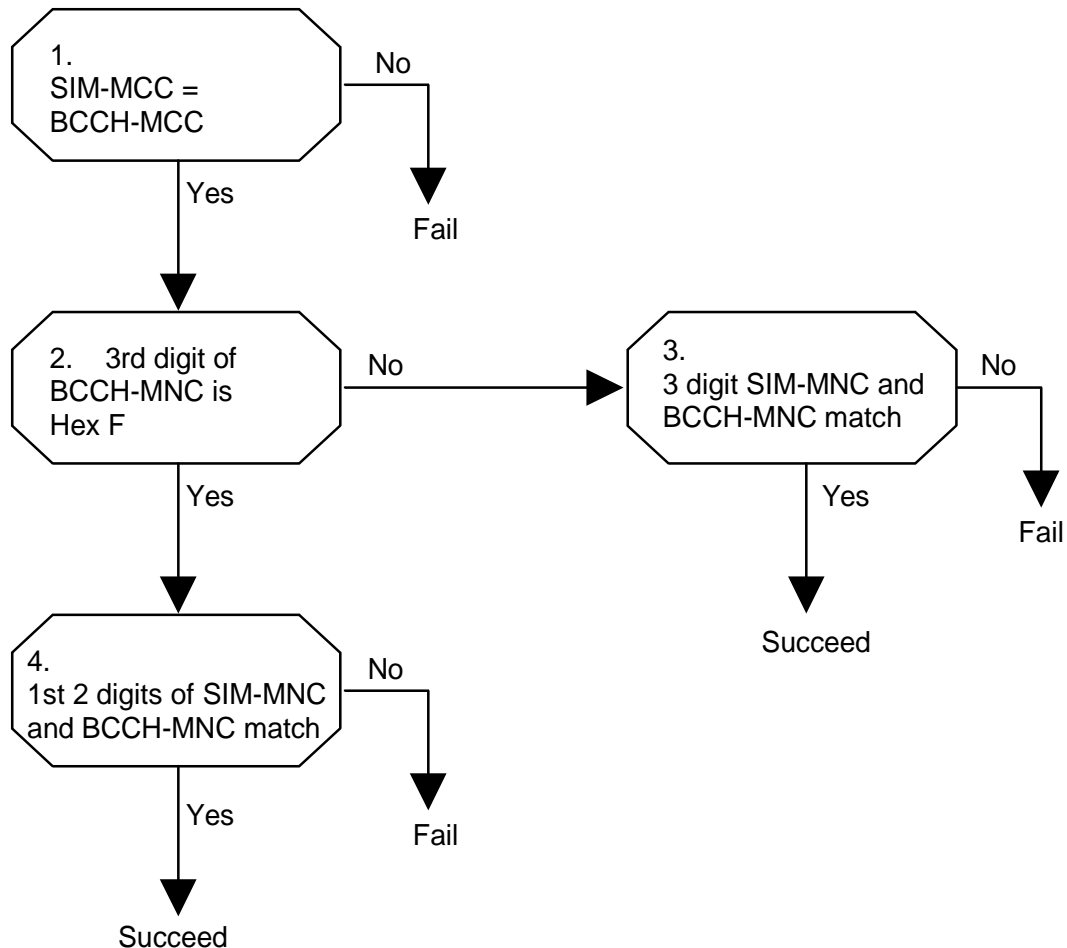 1.
SIM-MCC =
BCCH-MCC
No
Yes
Fail
2. 3rd digit of
BCCH-MNC is
Hex F
No
3.
3 digit SIM-MNC and
BCCH-MNC match
No
Yes
Yes
Fail
Succeed
4.
1st 2 digits of SIM-MNC
and BCCH-MNC match
No
Yes
Fail
Succeed